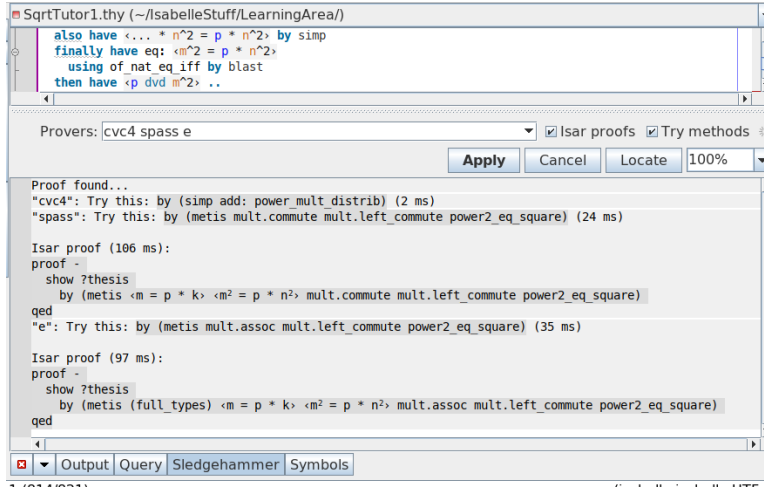 SqrtTutor1.thy (~/IsabelleStuff/LearningArea/)
also have ‹... * n^2 = p * n^2› by simp
finally have eq: ‹m^2 = p * n^2›
using of_nat_eq_iff by blast
then have ‹p dvd m^2› ..
Provers: cvc4 spass e Isar proofs Try methods
Apply Cancel Locate 100%
Proof found...
"cvc4": Try this: by (simp add: power_mult_distrib) (2 ms)
"spass": Try this: by (metis mult.commute mult.left_commute power2_eq_square) (24 ms)
Isar proof (106 ms):
proof -
show ?thesis
by (metis ‹m = p * k› ‹m² = p * n²› mult.commute mult.left_commute power2_eq_square)
qed
"e": Try this: by (metis mult.assoc mult.left_commute power2_eq_square) (35 ms)
Isar proof (97 ms):
proof -
show ?thesis
by (metis (full_types) ‹m = p * k› ‹m² = p * n²› mult.assoc mult.left_commute power2_eq_square)
qed
Output Query Sledgehammer Symbols